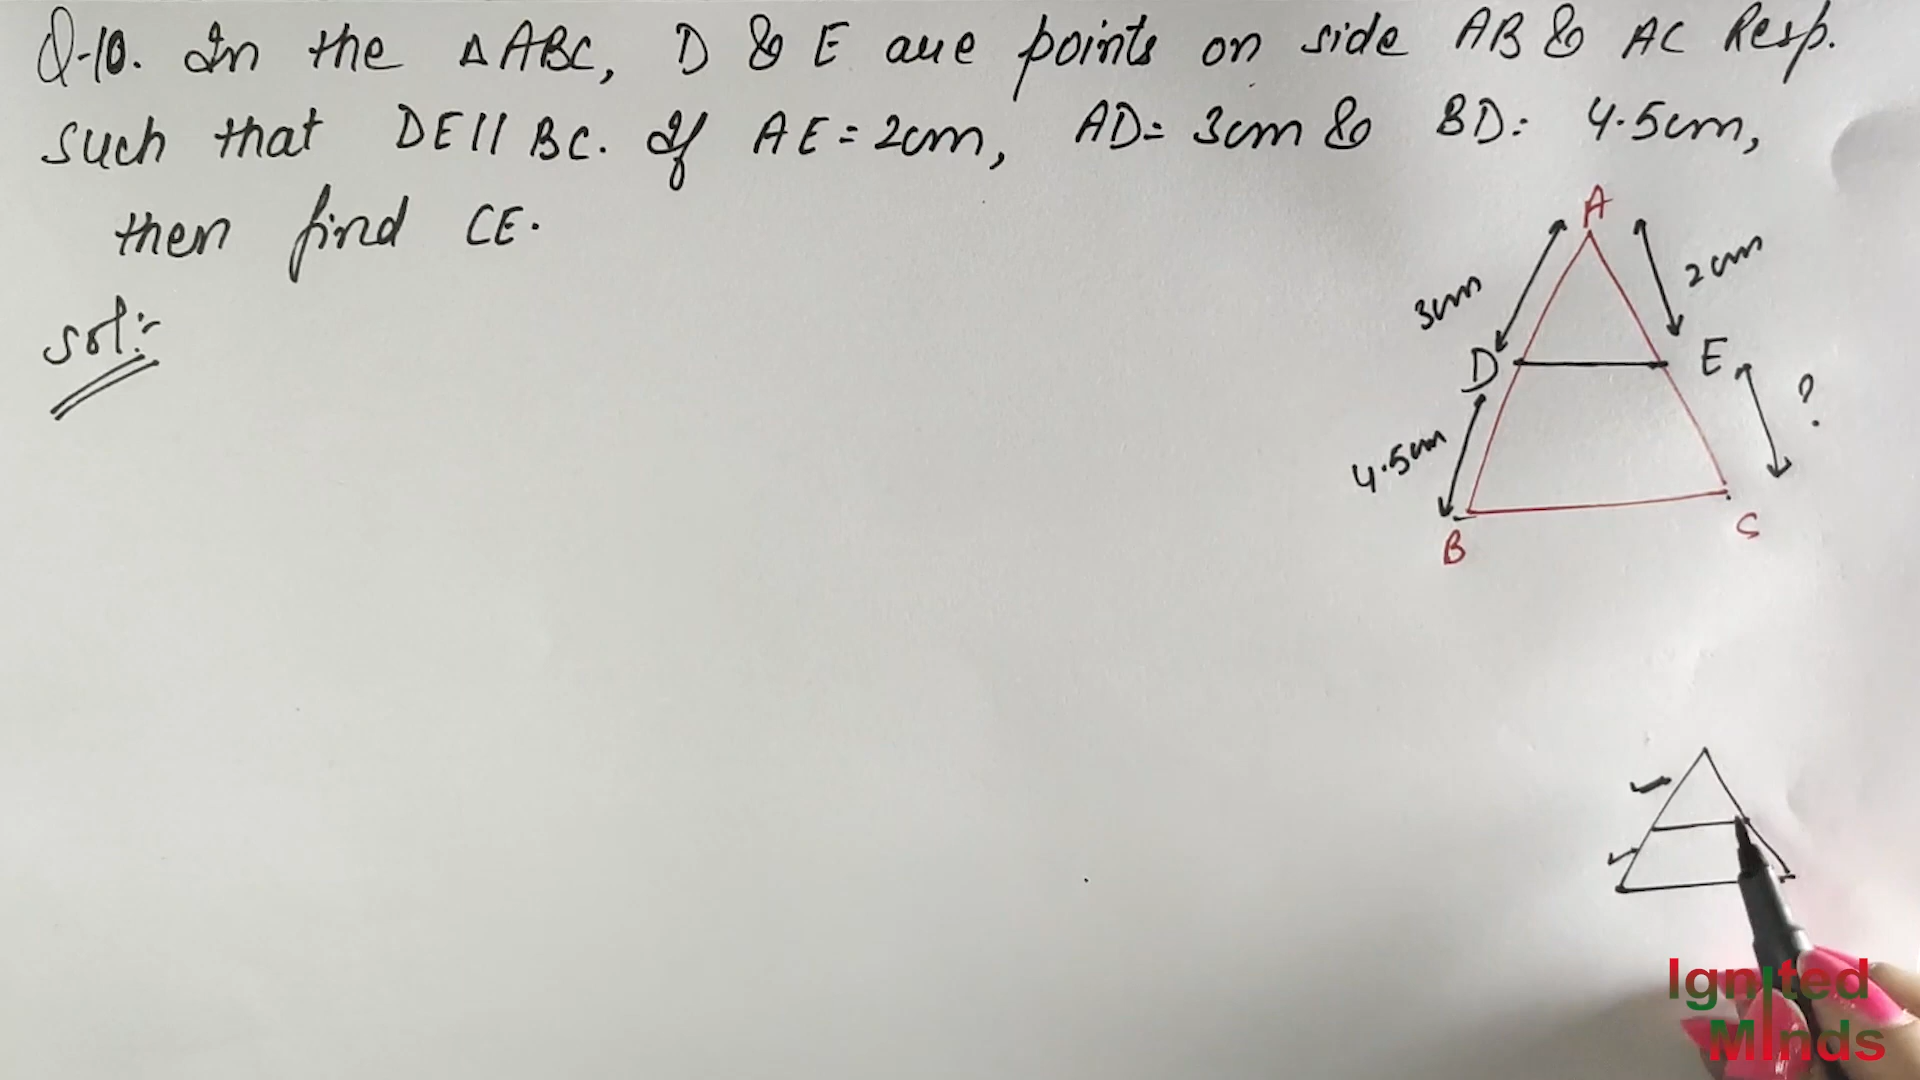 Q-10. In the △ABC, D & E are points on side AB & AC Resp.
such that DE||BC. If AE=2cm, AD=3cm & BD: 4.5cm,
then find CE.
Sol:-
A
3cm
2cm
D
E
?
4.5cm
B
C
Ignited
Minds